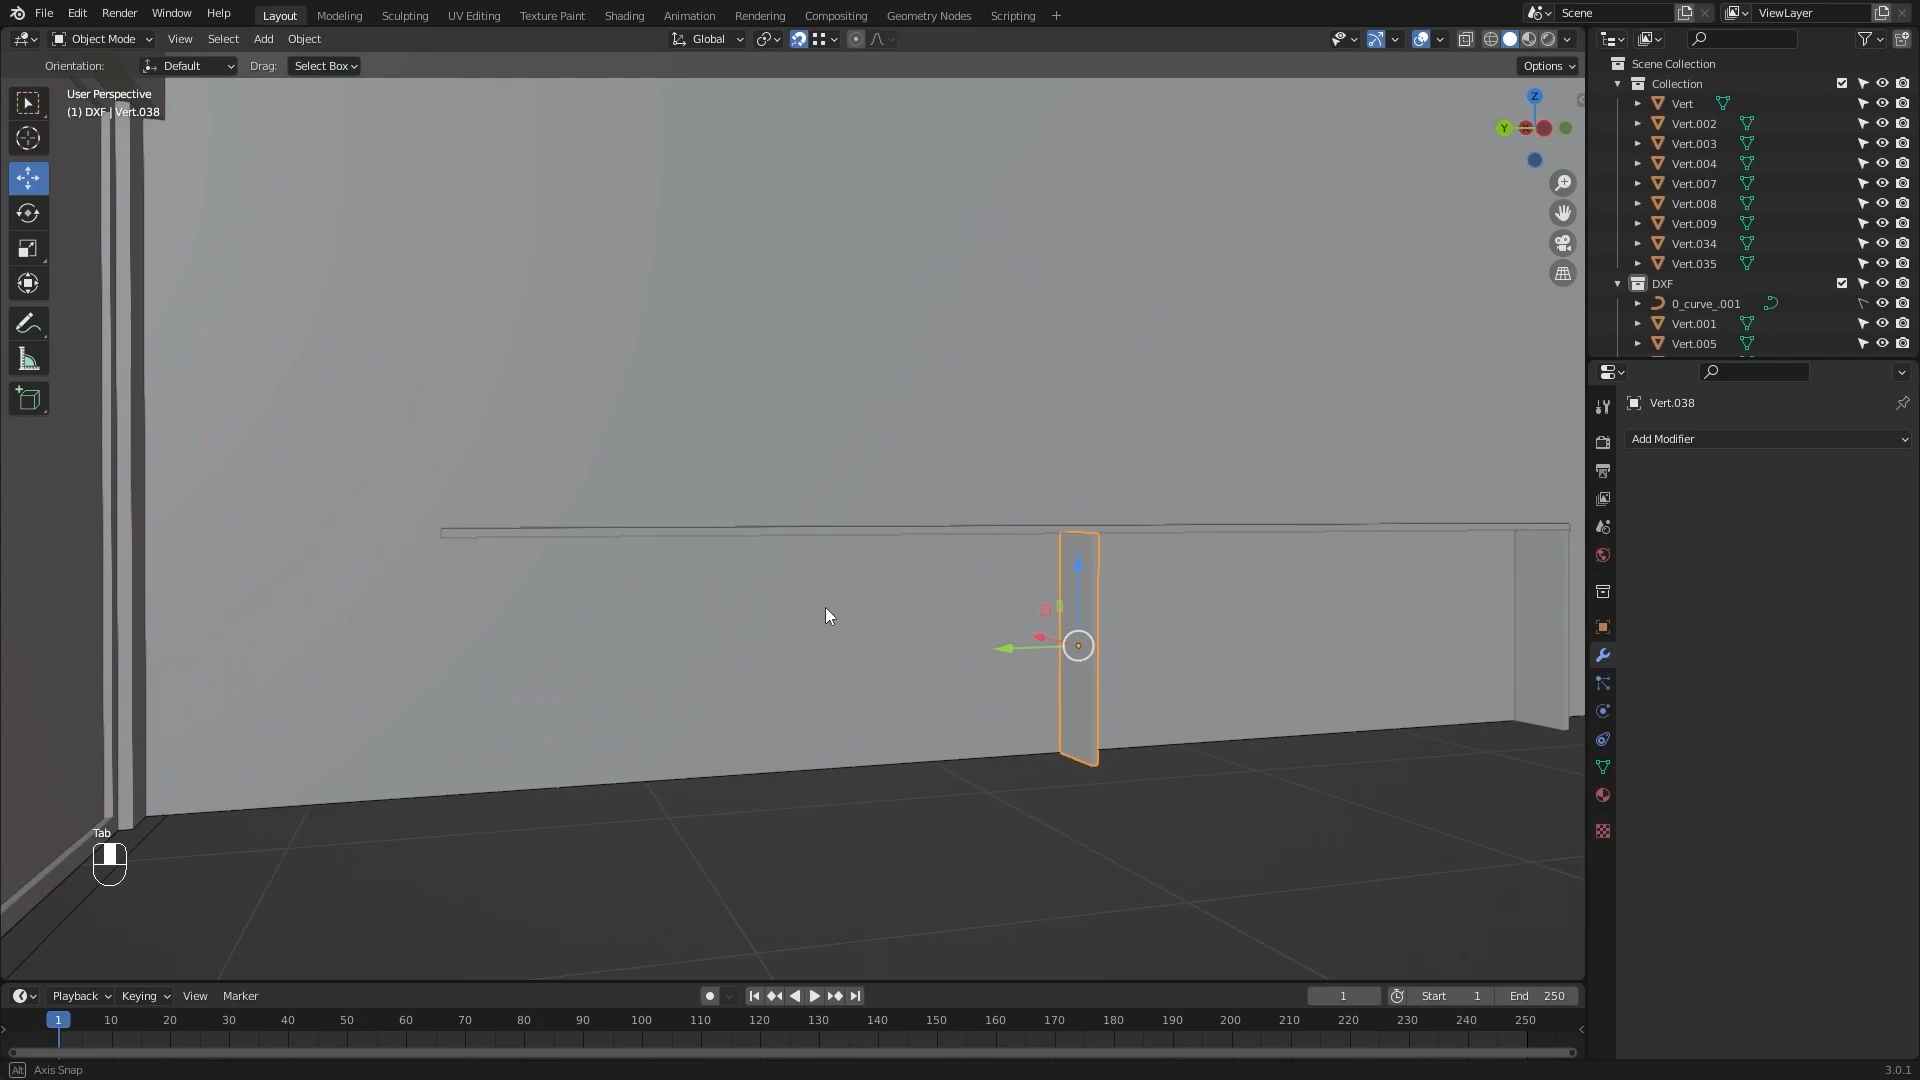 File Edit Render Window Help
Layout Modeling Sculpting UV Editing Texture Paint Shading Animation Rendering Compositing Geometry Nodes Scripting +
Scene
ViewLayer
Object Mode View Select Add Object
Global
Orientation: Default Drag: Select Box
Options
User Perspective
(1) DXF | Vert.038
Z
Y
X
Scene Collection
Collection
Vert
Vert.002
Vert.003
Vert.004
Vert.007
Vert.008
Vert.009
Vert.034
Vert.035
DXF
0_curve_.001
Vert.001
Vert.005
Vert.038
Add Modifier
Tab
Playback Keying View Marker
1
Start 1 End 250
1 10 20 30 40 50 60 70 80 90 100 110 120 130 140 150 160 170 180 190 200 210 220 230 240 250
Alt Axis Snap
3.0.1